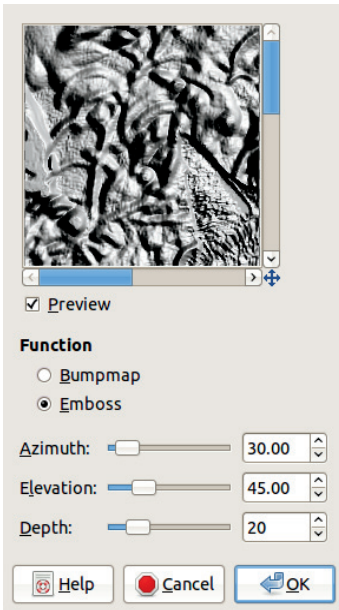 Preview
Function
Bumpmap
Emboss
Azimuth: 30.00
Elevation: 45.00
Depth: 20
Help Cancel OK